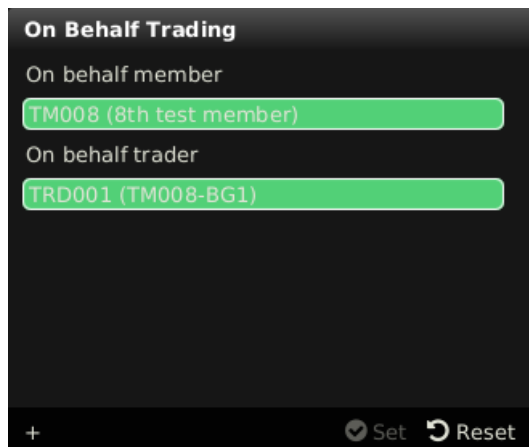 On Behalf Trading
On behalf member
TM008 (8th test member)
On behalf trader
TRD001 (TM008-BG1)
+ Set Reset